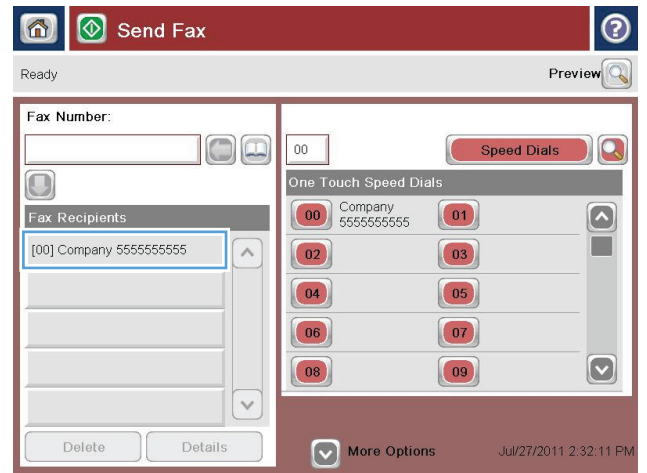 Send Fax
Ready
Preview
Fax Number:
00
Speed Dials
One Touch Speed Dials
Fax Recipients
[00] Company 5555555555
00 Company 5555555555 01
02 03
04 05
06 07
08 09
Delete Details
More Options
Jul/27/2011 2:32:11 PM